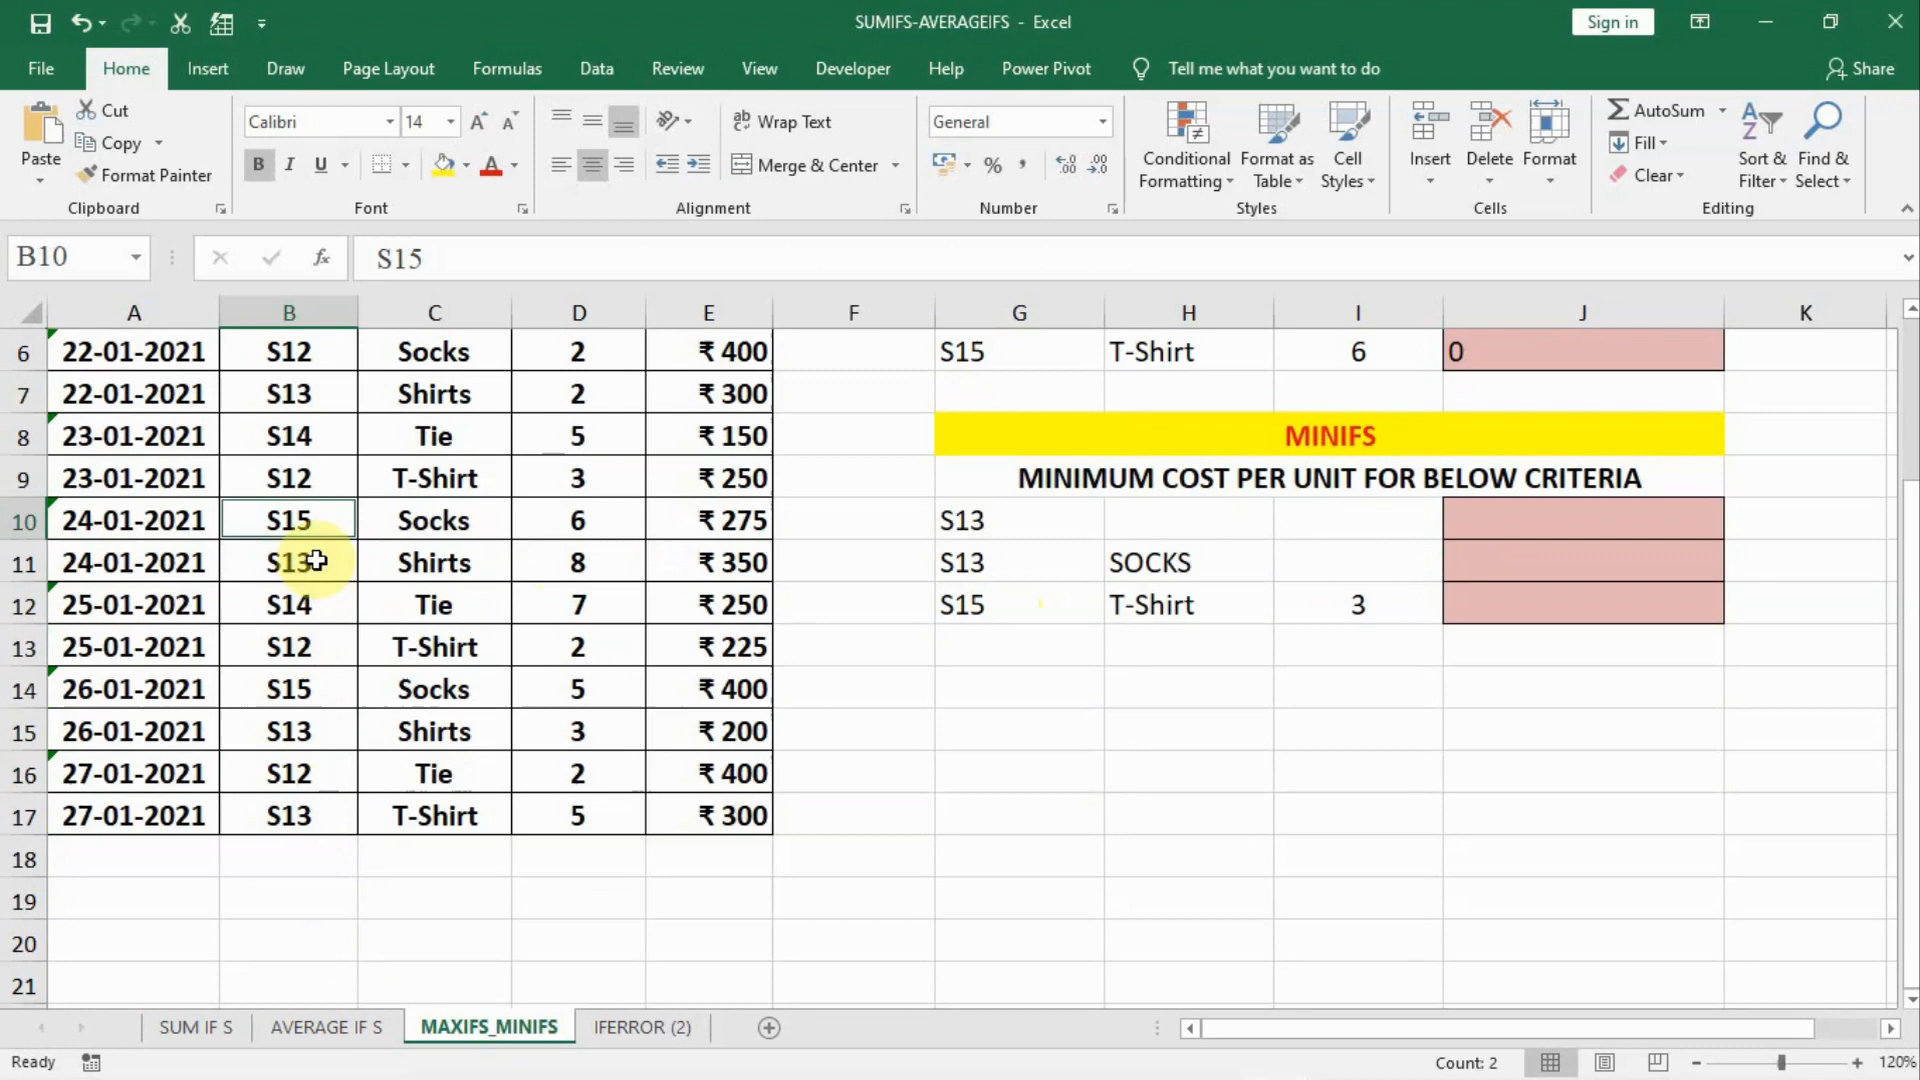 SUMIFS-AVERAGEIFS - Excel
Sign in
File Home Insert Draw Page Layout Formulas Data Review View Developer Help Power Pivot Tell me what you want to do Share
Paste
Cut
Copy
Format Painter
Clipboard
Calibri 14
B I U
Font
Wrap Text
Merge & Center
Alignment
General
%
Number
Conditional Formatting
Format as Table
Cell Styles
Styles
Insert
Delete
Format
Cells
AutoSum
Fill
Clear
Sort & Filter
Find & Select
Editing
B10 fx S15
A B C D E F G H I J K
6 22-01-2021 S12 Socks 2 ₹ 400 S15 T-Shirt 6 0
7 22-01-2021 S13 Shirts 2 ₹ 300
8 23-01-2021 S14 Tie 5 ₹ 150 MINIFS
9 23-01-2021 S12 T-Shirt 3 ₹ 250 MINIMUM COST PER UNIT FOR BELOW CRITERIA
10 24-01-2021 S15 Socks 6 ₹ 275 S13
11 24-01-2021 S13 Shirts 8 ₹ 350 S13 SOCKS
12 25-01-2021 S14 Tie 7 ₹ 250 S15 T-Shirt 3
13 25-01-2021 S12 T-Shirt 2 ₹ 225
14 26-01-2021 S15 Socks 5 ₹ 400
15 26-01-2021 S13 Shirts 3 ₹ 200
16 27-01-2021 S12 Tie 2 ₹ 400
17 27-01-2021 S13 T-Shirt 5 ₹ 300
18
19
20
21
SUM IF S AVERAGE IF S MAXIFS_MINIFS IFERROR (2)
Ready Count: 2 120%